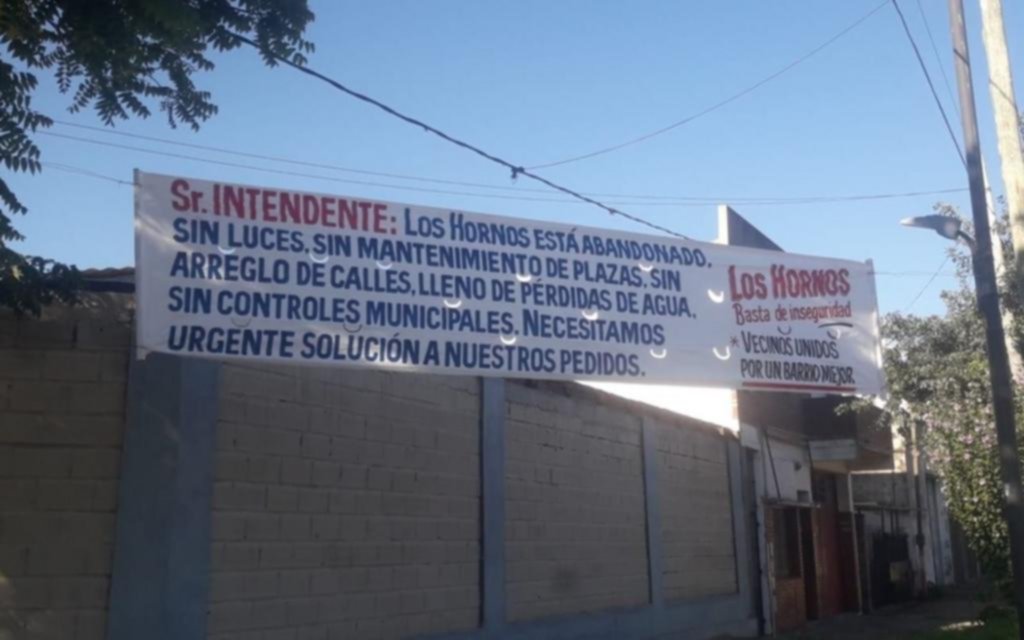 Sr. INTENDENTE: LOS HORNOS ESTÁ ABANDONADO.
SIN LUCES. SIN MANTENIMIENTO DE PLAZAS. SIN
ARREGLO DE CALLES. LLENO DE PÉRDIDAS DE AGUA.
SIN CONTROLES MUNICIPALES. NECESITAMOS
URGENTE SOLUCIÓN A NUESTROS PEDIDOS.
LOS HORNOS
Basta de inseguridad
* VECINOS UNIDOS
POR UN BARRIO MEJOR